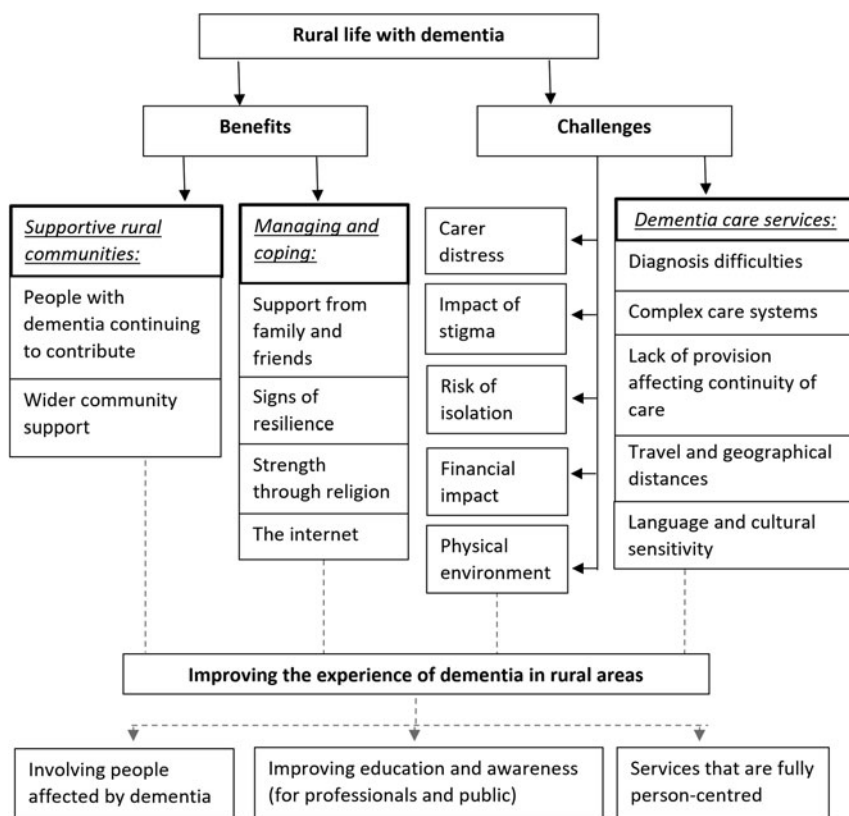 Rural life with dementia
Benefits
Challenges
Supportive rural
communities:
People with
dementia continuing
to contribute
Wider community
support
Managing and
coping:
Support from
family and
friends
Signs of
resilience
Strength
through religion
The internet
Carer
distress
Impact of
stigma
Risk of
isolation
Financial
impact
Physical
environment
Dementia care services:
Diagnosis difficulties
Complex care systems
Lack of provision
affecting continuity of
care
Travel and geographical
distances
Language and cultural
sensitivity
Improving the experience of dementia in rural areas
Involving people
affected by dementia
Improving education and awareness
(for professionals and public)
Services that are fully
person-centred